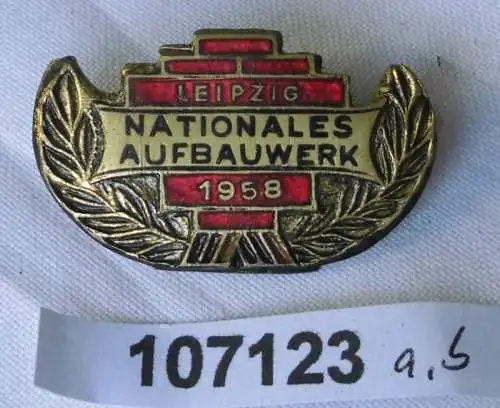 LEIPZIG
NATIONALES
AUFBAUWERK
1958
107123 a,b